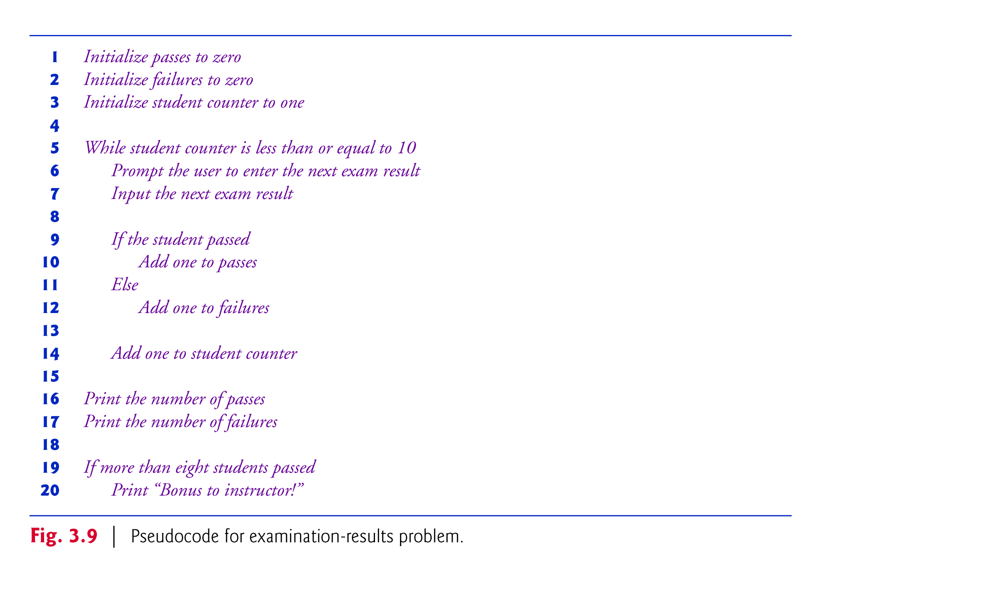 1 Initialize passes to zero
2 Initialize failures to zero
3 Initialize student counter to one
4
5 While student counter is less than or equal to 10
6 Prompt the user to enter the next exam result
7 Input the next exam result
8
9 If the student passed
10 Add one to passes
11 Else
12 Add one to failures
13
14 Add one to student counter
15
16 Print the number of passes
17 Print the number of failures
18
19 If more than eight students passed
20 Print “Bonus to instructor!”
Fig. 3.9 | Pseudocode for examination-results problem.